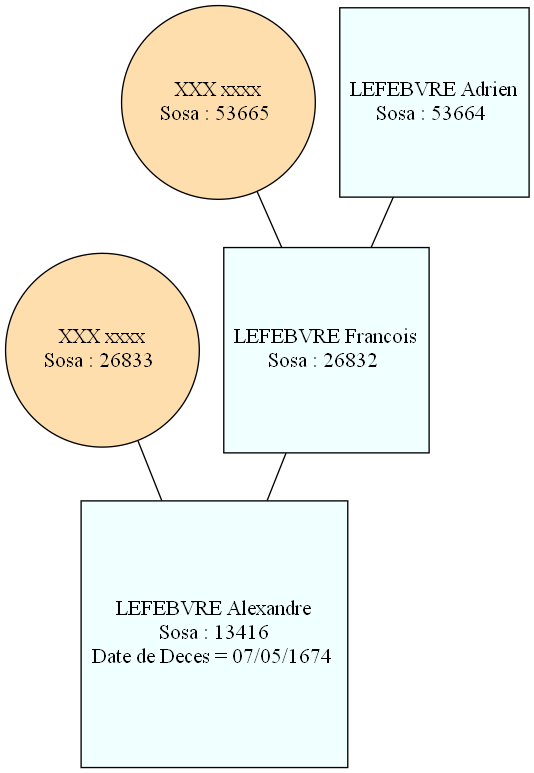 XXX xxxx
Sosa : 53665
LEFEBVRE Adrien
Sosa : 53664
XXX xxxx
Sosa : 26833
LEFEBVRE Francois
Sosa : 26832
LEFEBVRE Alexandre
Sosa : 13416
Date de Deces = 07/05/1674